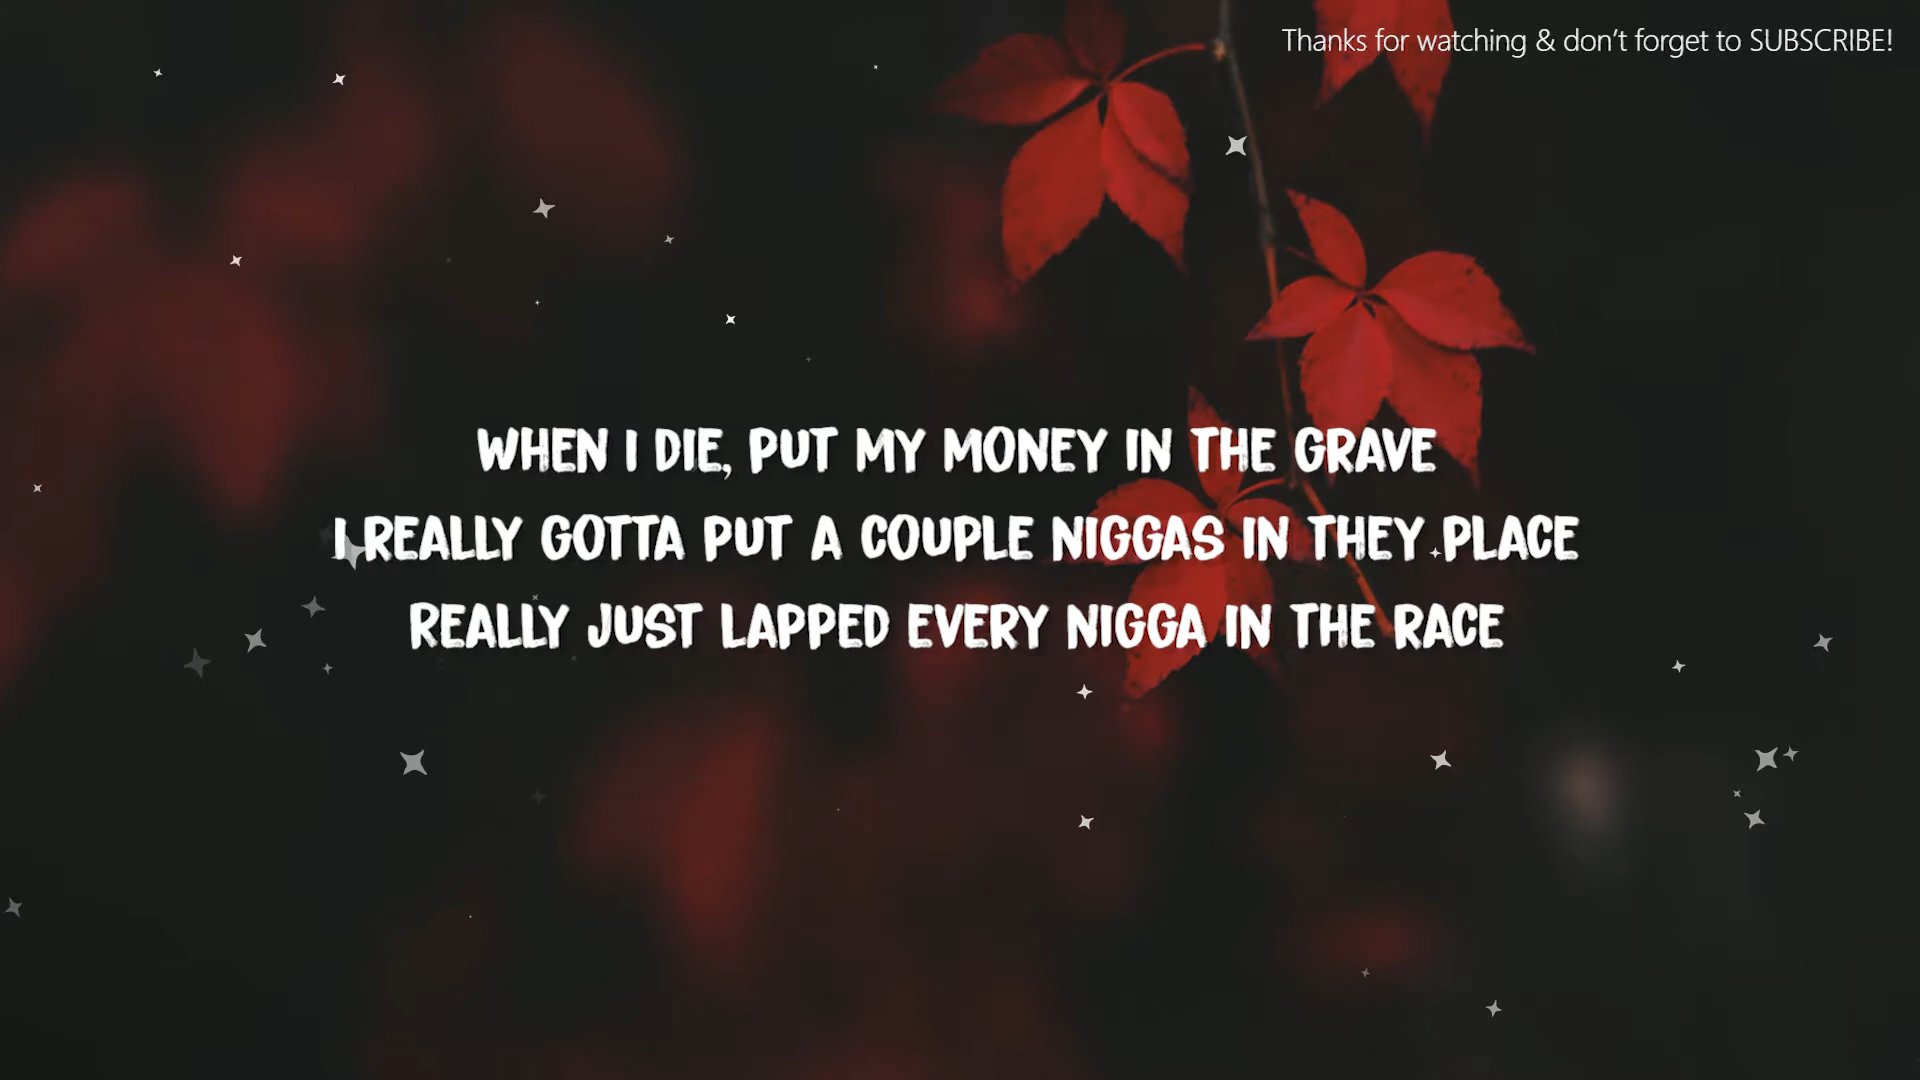 Thanks for watching & don't forget to SUBSCRIBE!
WHEN I DIE, PUT MY MONEY IN THE GRAVE
I REALLY GOTTA PUT A COUPLE NIGGAS IN THEY PLACE
REALLY JUST LAPPED EVERY NIGGA IN THE RACE